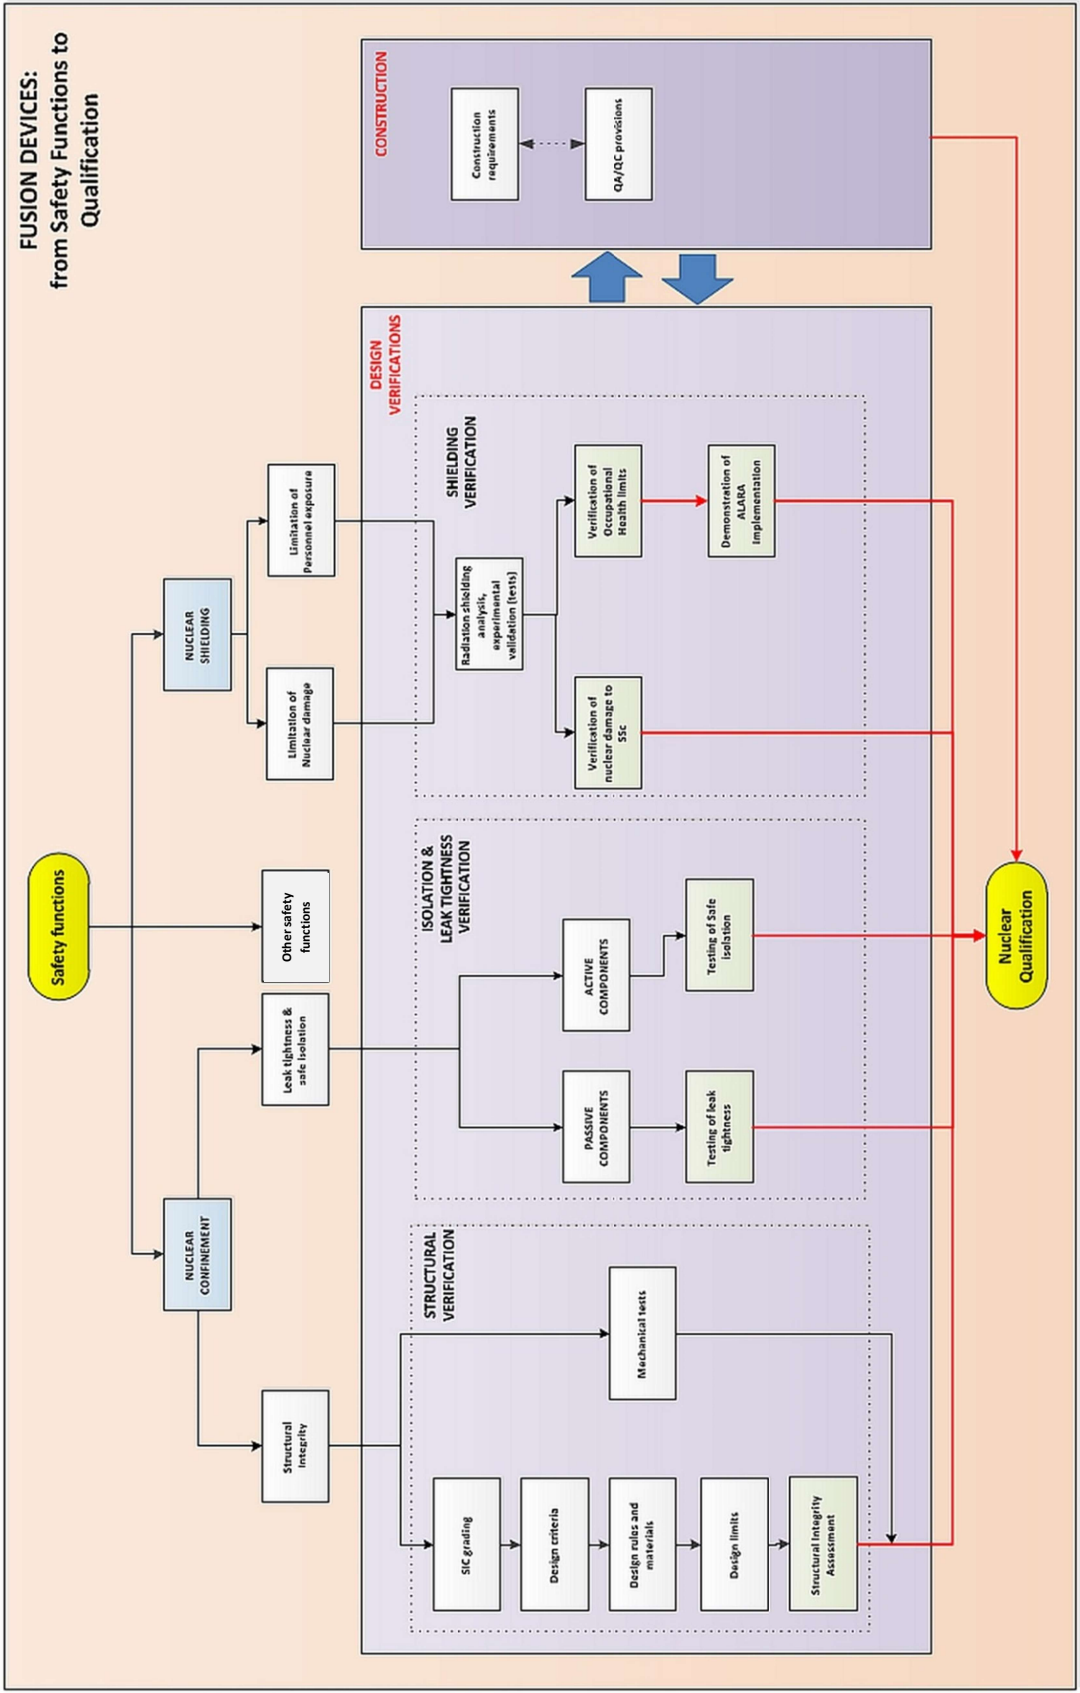 FUSION DEVICES:
from Safety Functions to
Qualification
Safety functions
NUCLEAR
CONFINEMENT
NUCLEAR
SHIELDING
Structural
Integrity
Leak tightness &
safe isolation
Other safety
functions
Limitation of
Nuclear damage
Limitation of
Personnel exposure
DESIGN
VERIFICATIONS
CONSTRUCTION
STRUCTURAL
VERIFICATION
SIC grading
Design criteria
Design rules and
materials
Design limits
Structural Integrity
Assessment
Mechanical tests
ISOLATION &
LEAK TIGHTNESS
VERIFICATION
PASSIVE
COMPONENTS
ACTIVE
COMPONENTS
Testing of leak
tightness
Testing of Safe
isolation
SHIELDING
VERIFICATION
Radiation shielding
analysis,
experimental
validation (tests)
Verification of
nuclear damage to
SSc
Verification of
Occupational
Health limits
Demonstration of
ALARA
Implementation
Construction
requirements
QA/QC provisions
Nuclear
Qualification